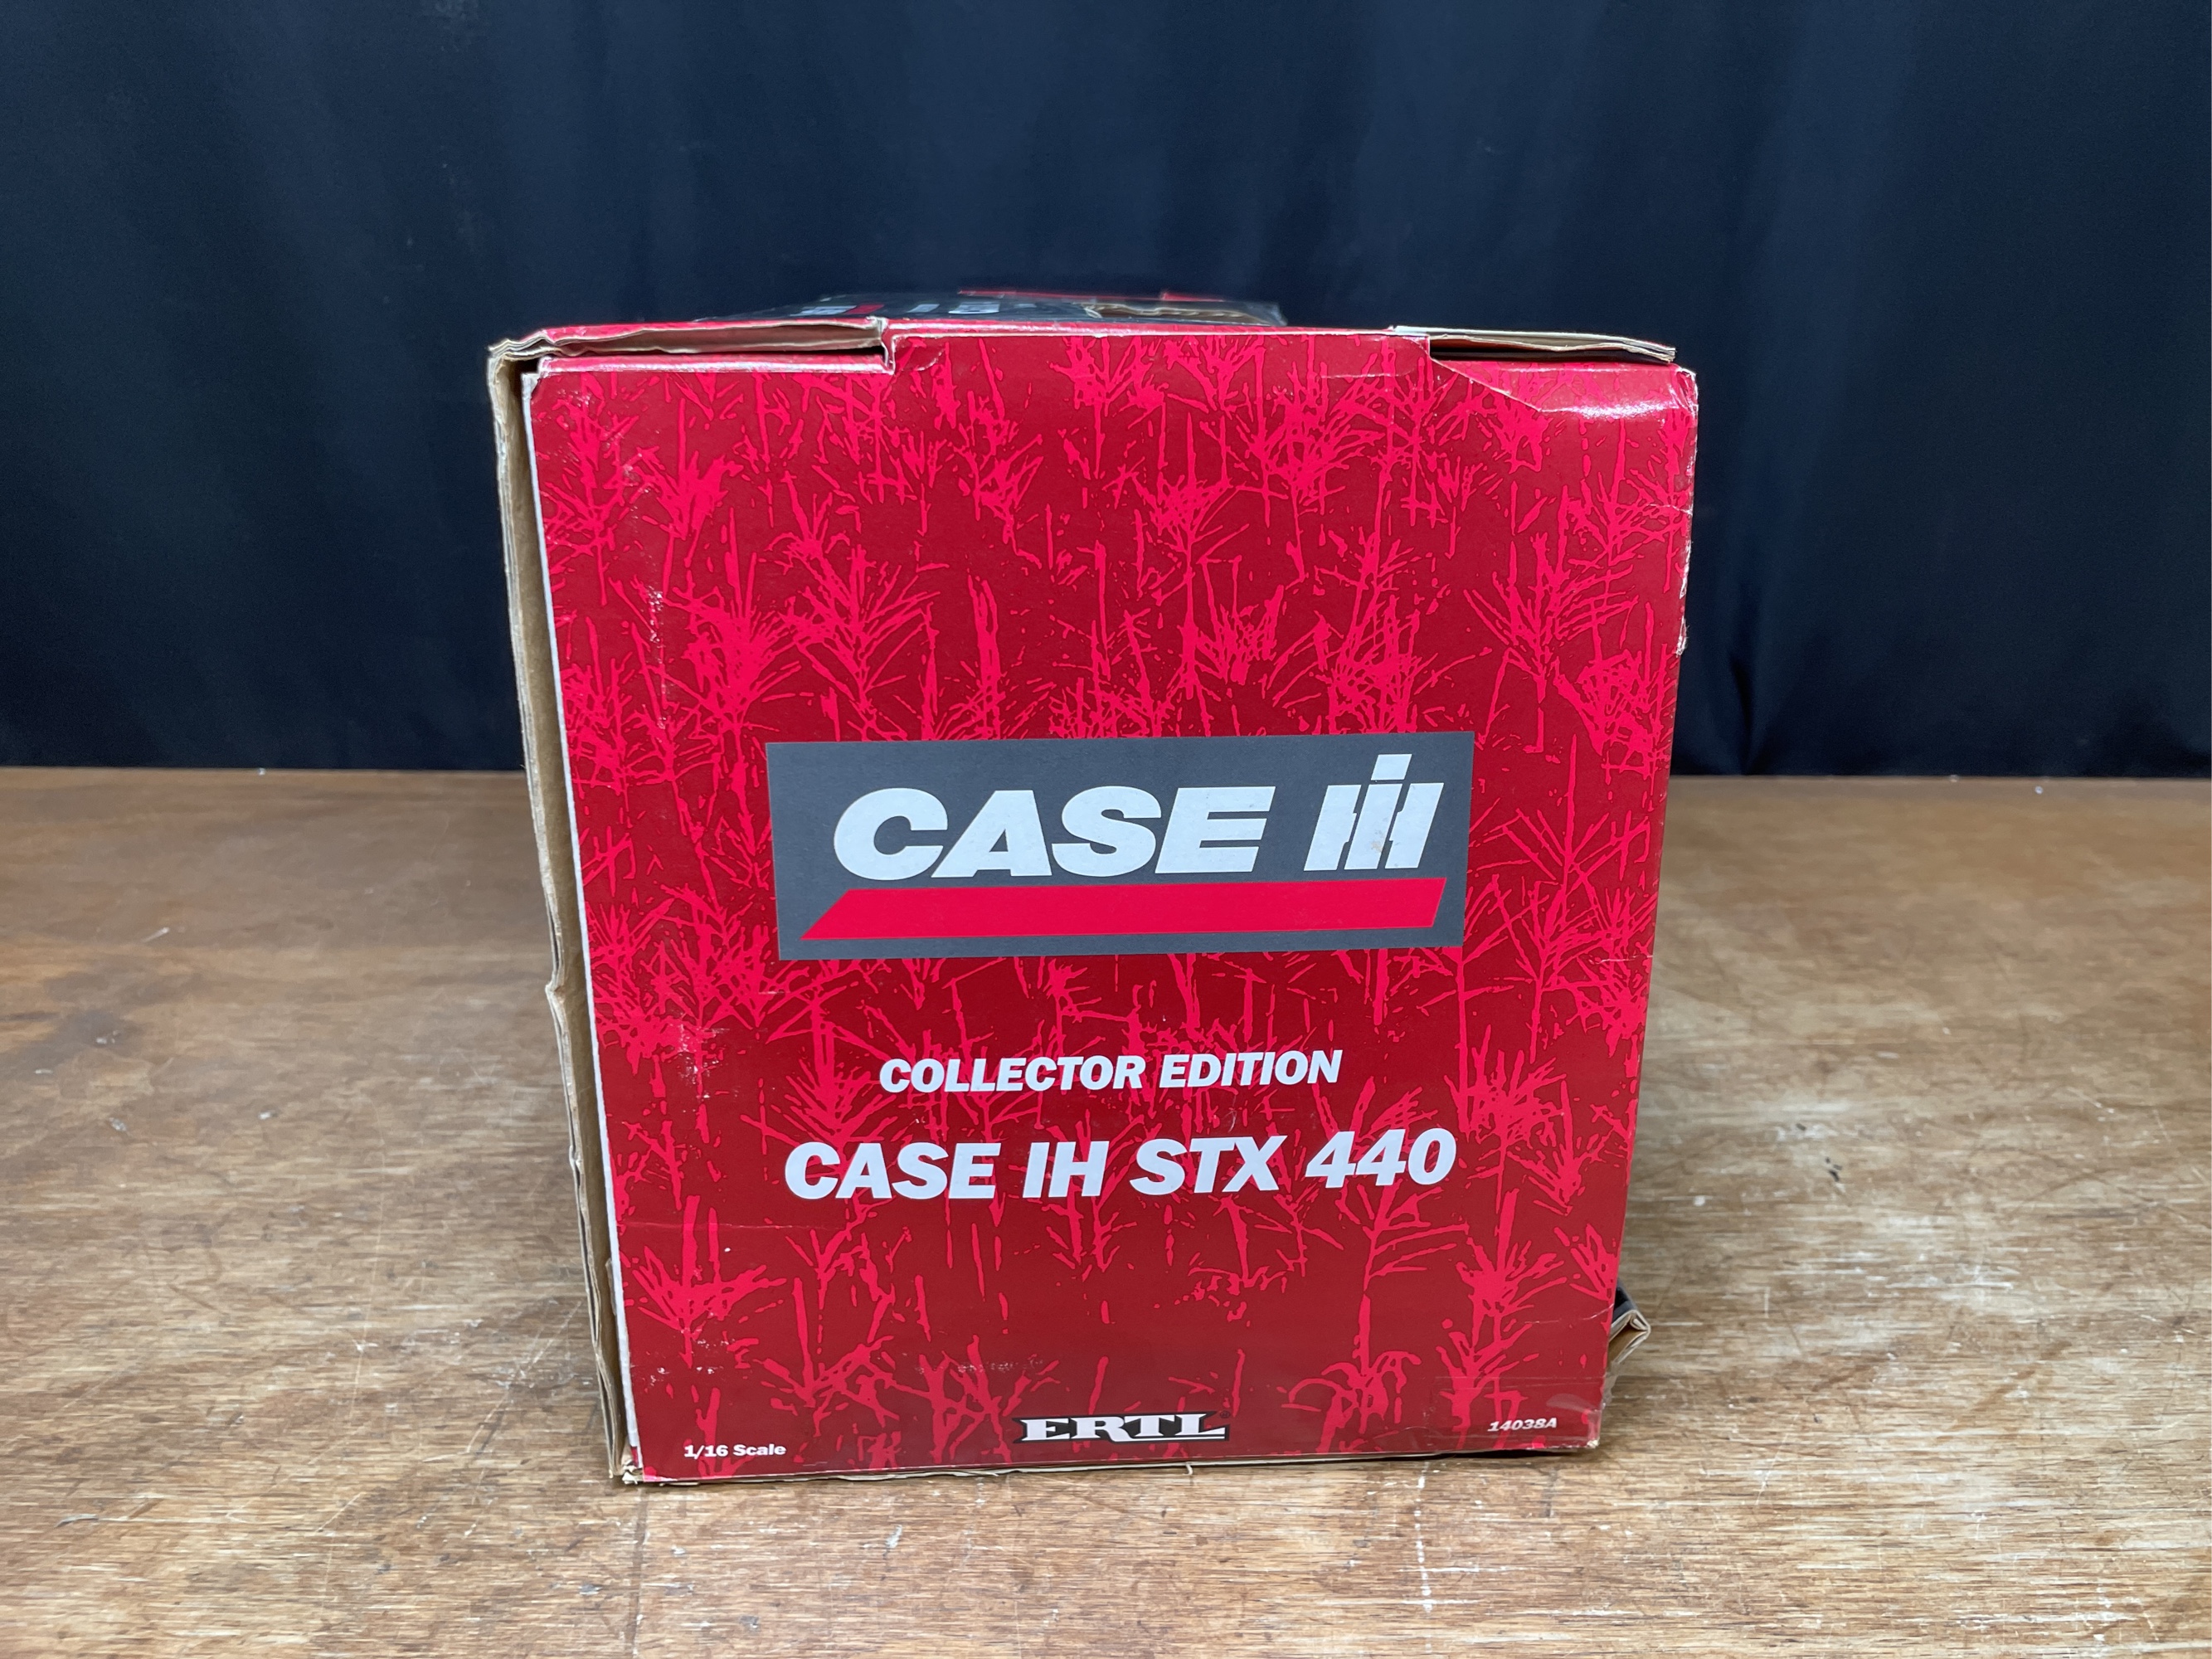 CASE IH
COLLECTOR EDITION
CASE IH STX 440
1/16 Scale
ERTL
14038A